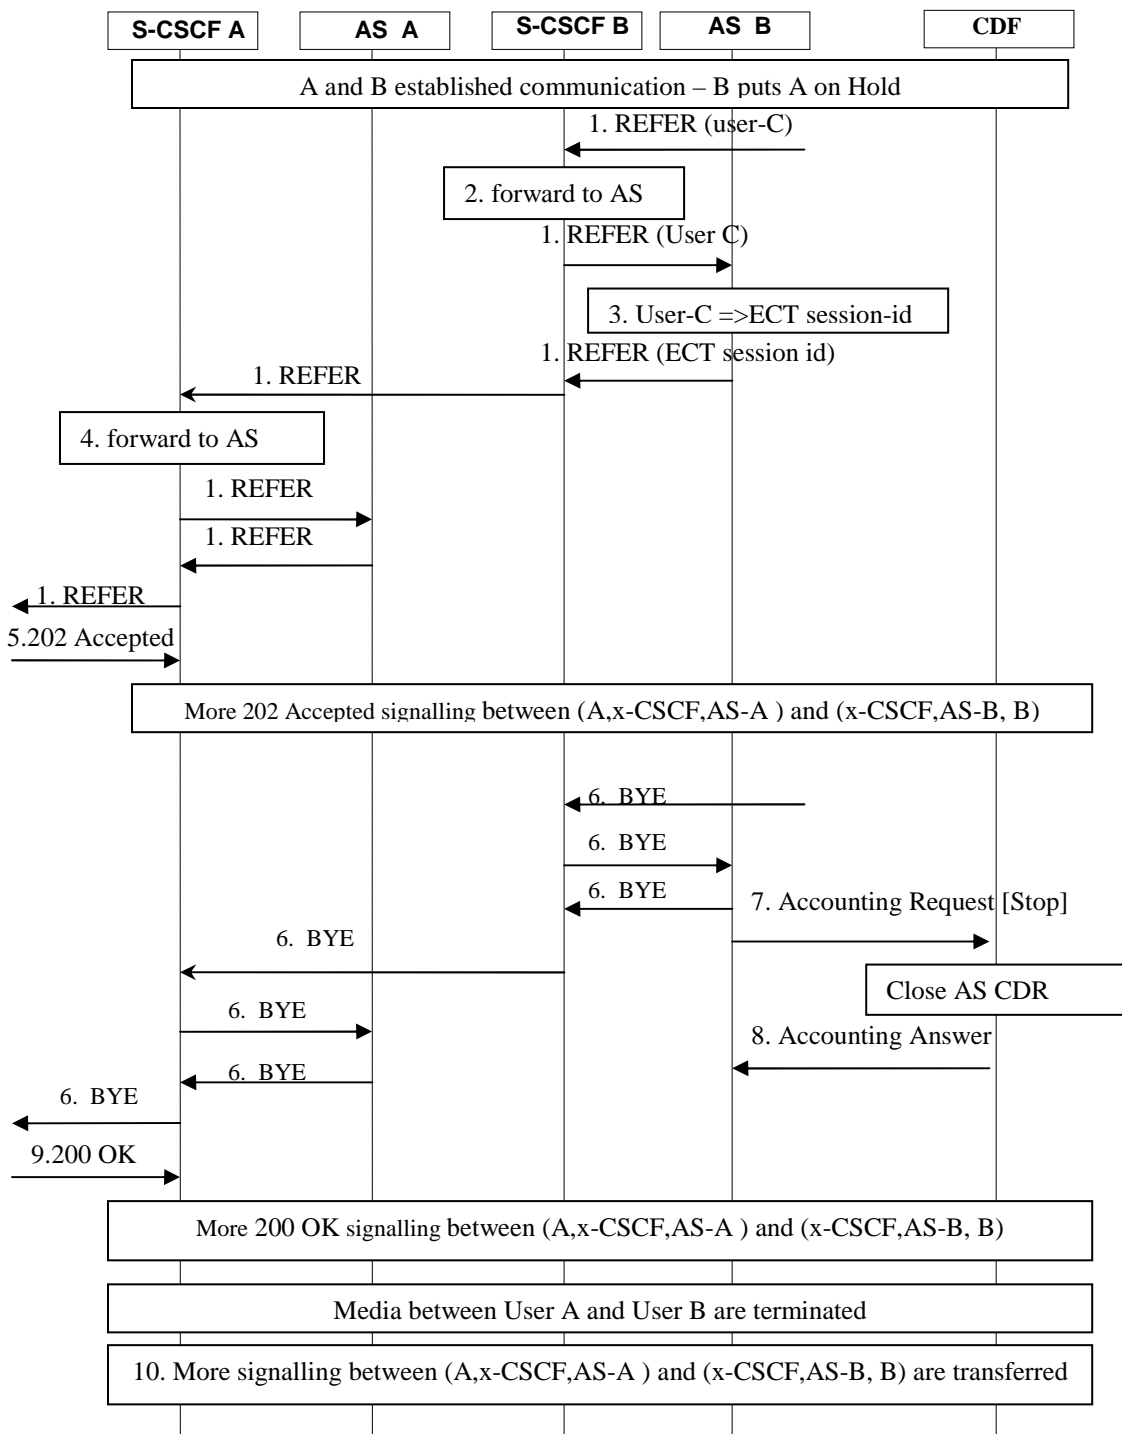 S-CSCF A
AS A
S-CSCF B
AS B
CDF
A and B established communication – B puts A on Hold
1. REFER (user-C)
2. forward to AS
1. REFER (User C)
3. User-C =>ECT session-id
1. REFER (ECT session id)
1. REFER
4. forward to AS
1. REFER
1. REFER
1. REFER
5.202 Accepted
More 202 Accepted signalling between (A,x-CSCF,AS-A ) and (x-CSCF,AS-B, B)
6. BYE
6. BYE
6. BYE
7. Accounting Request [Stop]
6. BYE
Close AS CDR
6. BYE
8. Accounting Answer
6. BYE
6. BYE
9.200 OK
More 200 OK signalling between (A,x-CSCF,AS-A ) and (x-CSCF,AS-B, B)
Media between User A and User B are terminated
10. More signalling between (A,x-CSCF,AS-A ) and (x-CSCF,AS-B, B) are transferred